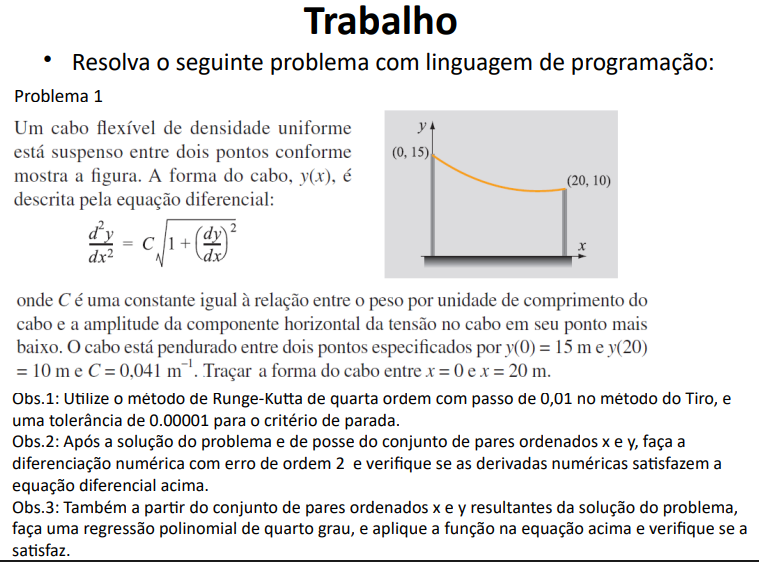 Trabalho
• Resolva o seguinte problema com linguagem de programação:
Problema 1
Um cabo flexível de densidade uniforme
está suspenso entre dois pontos conforme
mostra a figura. A forma do cabo, y(x), é
descrita pela equação diferencial:
d²y/dx² = C√(1 + (dy/dx)²)
y
(0, 15)
(20, 10)
x
onde C é uma constante igual à relação entre o peso por unidade de comprimento do
cabo e a amplitude da componente horizontal da tensão no cabo em seu ponto mais
baixo. O cabo está pendurado entre dois pontos especificados por y(0) = 15 m e y(20)
= 10 m e C = 0,041 m⁻¹. Traçar a forma do cabo entre x = 0 e x = 20 m.
Obs.1: Utilize o método de Runge-Kutta de quarta ordem com passo de 0,01 no método do Tiro, e
uma tolerância de 0.00001 para o critério de parada.
Obs.2: Após a solução do problema e de posse do conjunto de pares ordenados x e y, faça a
diferenciação numérica com erro de ordem 2 e verifique se as derivadas numéricas satisfazem a
equação diferencial acima.
Obs.3: Também a partir do conjunto de pares ordenados x e y resultantes da solução do problema,
faça uma regressão polinomial de quarto grau, e aplique a função na equação acima e verifique se a
satisfaz.